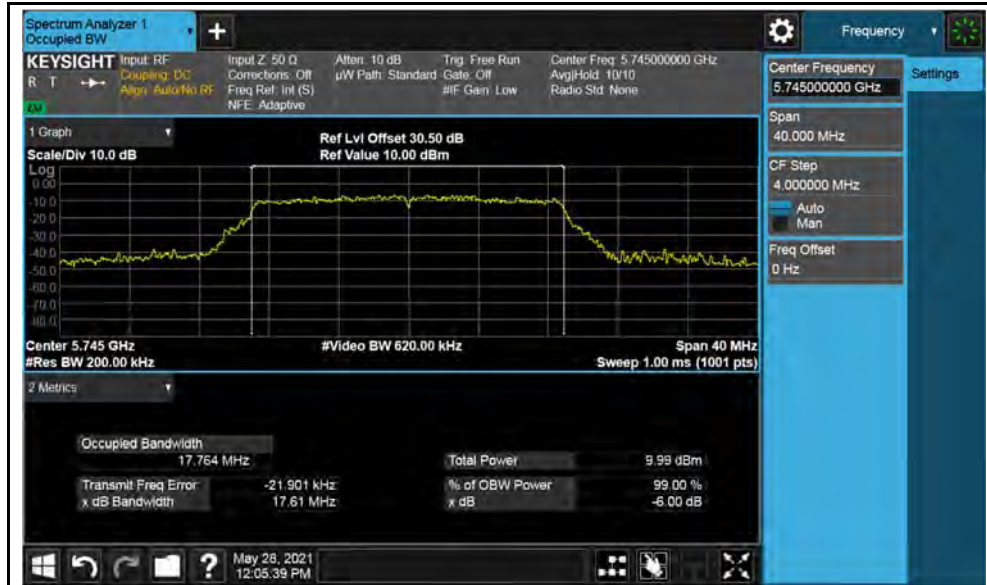 Spectrum Analyzer 1
Occupied BW
+
Frequency
KEYSIGHT
R T
Input: RF
Coupling: DC
Align: Auto/No RF
Input Z: 50 Ω
Corrections: Off
Freq Ref: Int (S)
NFE: Adaptive
Atten: 10 dB
µW Path: Standard
Trig: Free Run
Gate: Off
#IF Gain: Low
Center Freq: 5.745000000 GHz
Avg|Hold: 10/10
Radio Std: None
Center Frequency
5.745000000 GHz
Settings
Span
40.000 MHz
CF Step
4.000000 MHz
Auto
Man
Freq Offset
0 Hz
1 Graph
Scale/Div 10.0 dB
Ref Lvl Offset 30.50 dB
Ref Value 10.00 dBm
Log
0.00
-10.0
-20.0
-30.0
-40.0
-50.0
-60.0
-70.0
-80.0
Center 5.745 GHz
#Res BW 200.00 kHz
#Video BW 620.00 kHz
Span 40 MHz
Sweep 1.00 ms (1001 pts)
2 Metrics
Occupied Bandwidth
17.764 MHz
Total Power 9.99 dBm
Transmit Freq Error -21.901 kHz
% of OBW Power 99.00 %
x dB Bandwidth 17.61 MHz
x dB -6.00 dB
?
May 28, 2021
12:05:39 PM